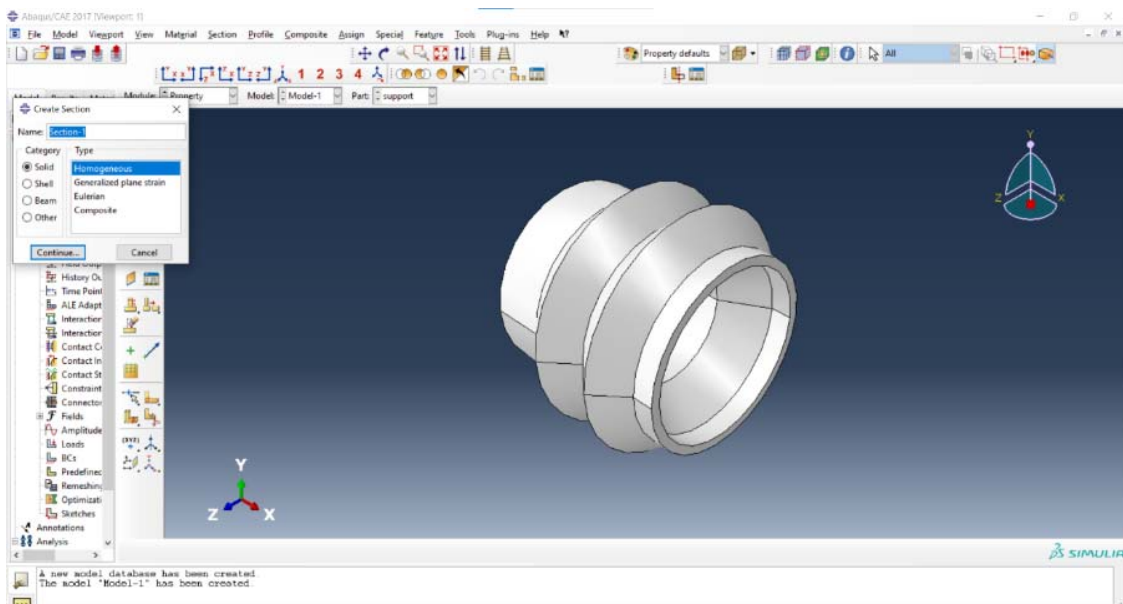 Abaqus/CAE 2017 [Viewport: 1]
File Model Viewport View Material Section Profile Composite Assign Special Feature Tools Plug-ins Help
Property defaults
All
1 2 3 4
Module: Property Model: Model-1 Part: support
Create Section
Name: Section-1
Category Type
Solid
Shell
Beam
Other
Homogeneous
Generalized plane strain
Eulerian
Composite
Continue... Cancel
History Ou
Time Point
ALE Adapt
Interaction
Interaction
Contact Co
Contact In
Contact St
Constraint
Connector
Fields
Amplitude
Loads
BCs
Predefined
Remeshing
Optimizati
Sketches
Annotations
Analysis
(XYZ)
Y
Z X
Y
Z X
SIMULIA
A new model database has been created.
The model "Model-1" has been created.